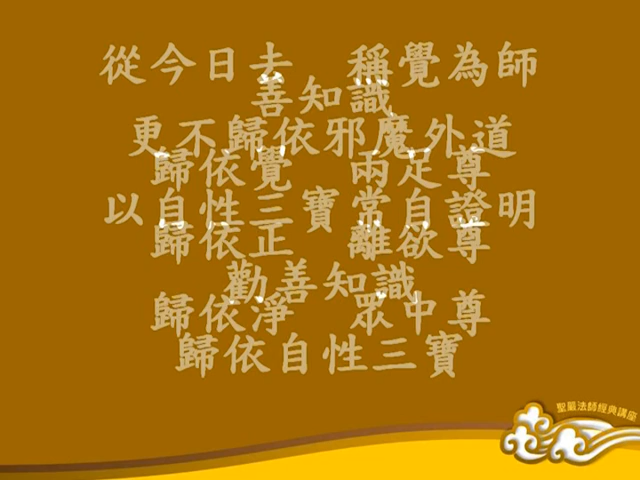 從今日去　稱覺為師
善知識
更不歸依邪魔外道
歸依覺　兩足尊
以自性三寶常自證明
歸依正　離欲尊
勸善知識
歸依淨　眾中尊
歸依自性三寶
聖嚴法師經典講座